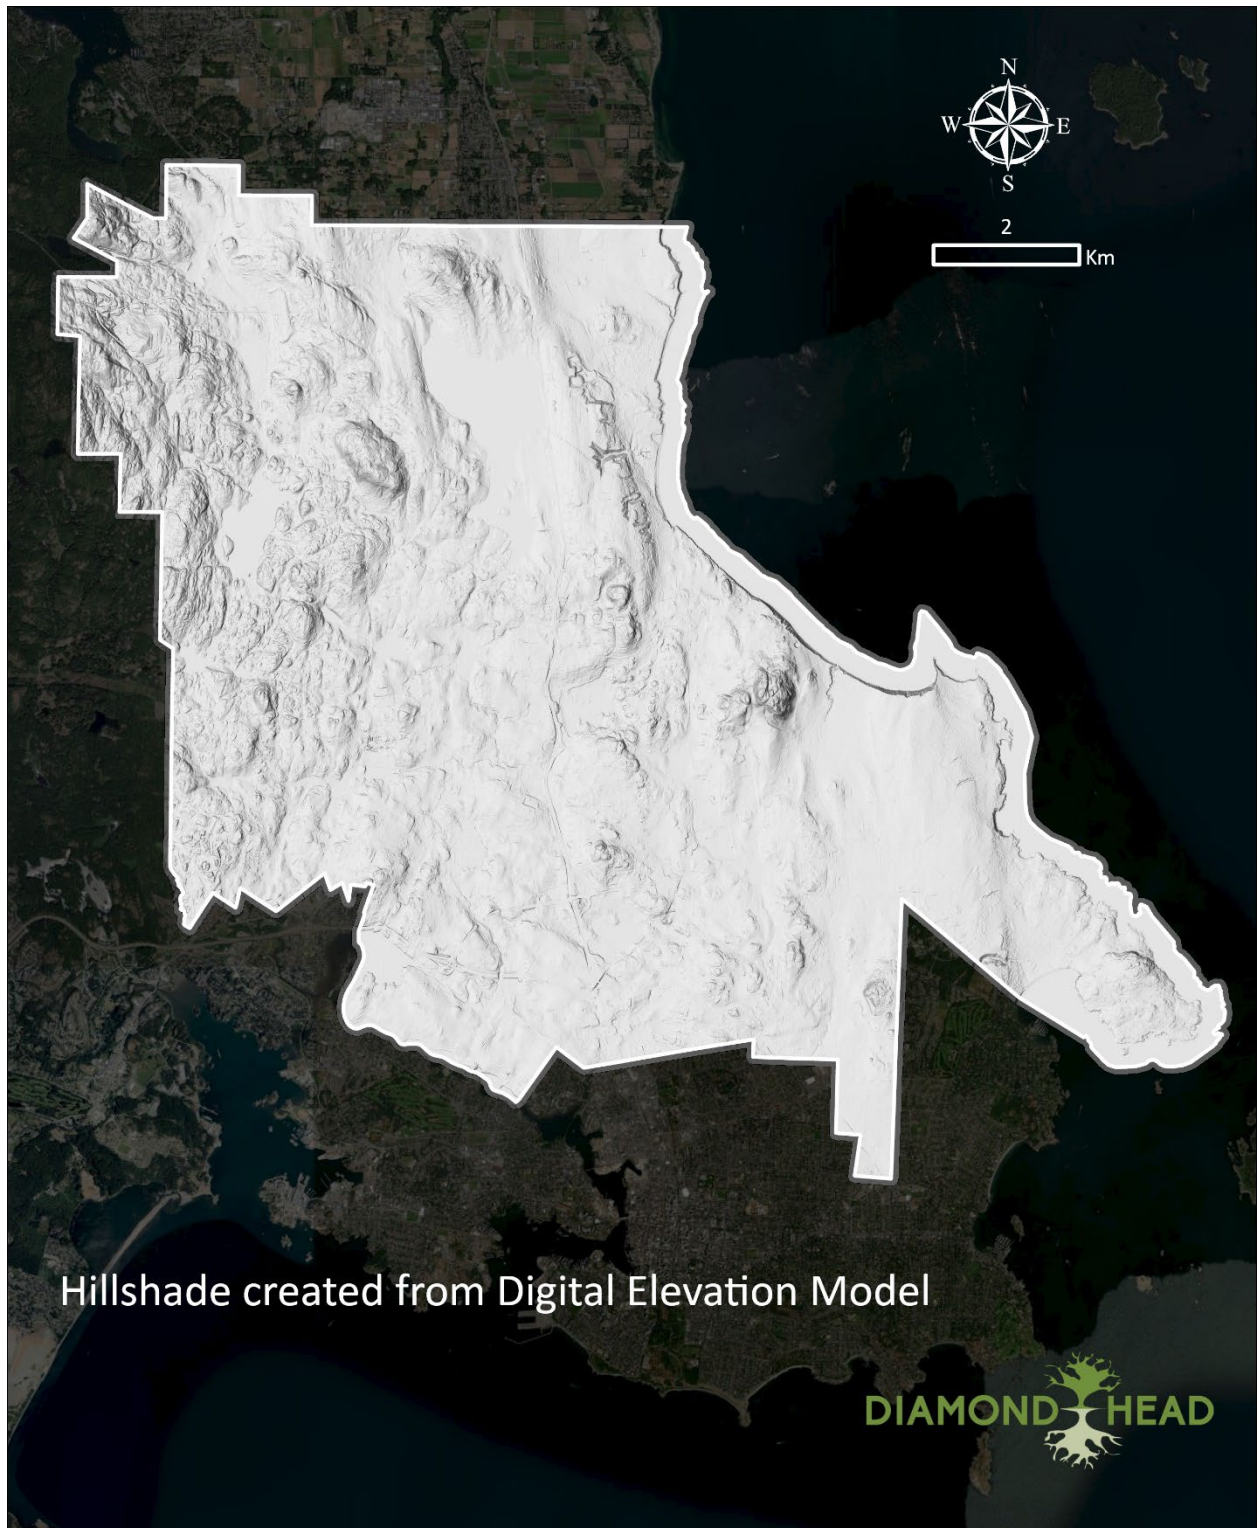 N
W E
S
2
Km
Hillshade created from Digital Elevation Model
DIAMOND HEAD